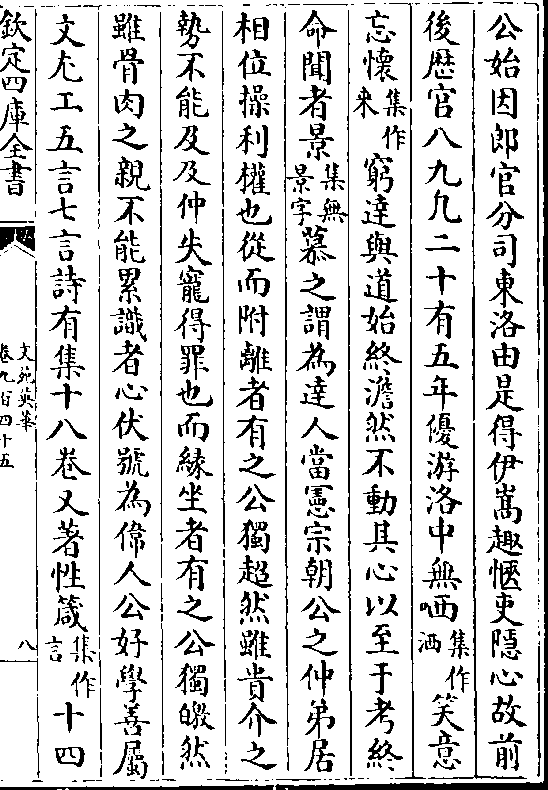 公始因郎官分司東洛由是得伊嵩趣愜吏隱心故前
後歴官八九凡二十有五年優游洛中無哂集作洒笑意
忘懷集作来窮達與道始終澹然不動其心以至于考終
命聞者景集無景字慕之謂為達人當憲宗朝公之仲弟居
相位操利權也從而附離者有之公獨超然雖貴介之
勢不能及及仲失寵得罪也而縁坐者有之公獨皦然
雖骨肉之親不能累識者心伏號為偉人公好學善屬
文尤工五言七言詩有集十八卷又著性箴集作言十四
欽定四庫全書
文苑英華
卷九百四十五
八